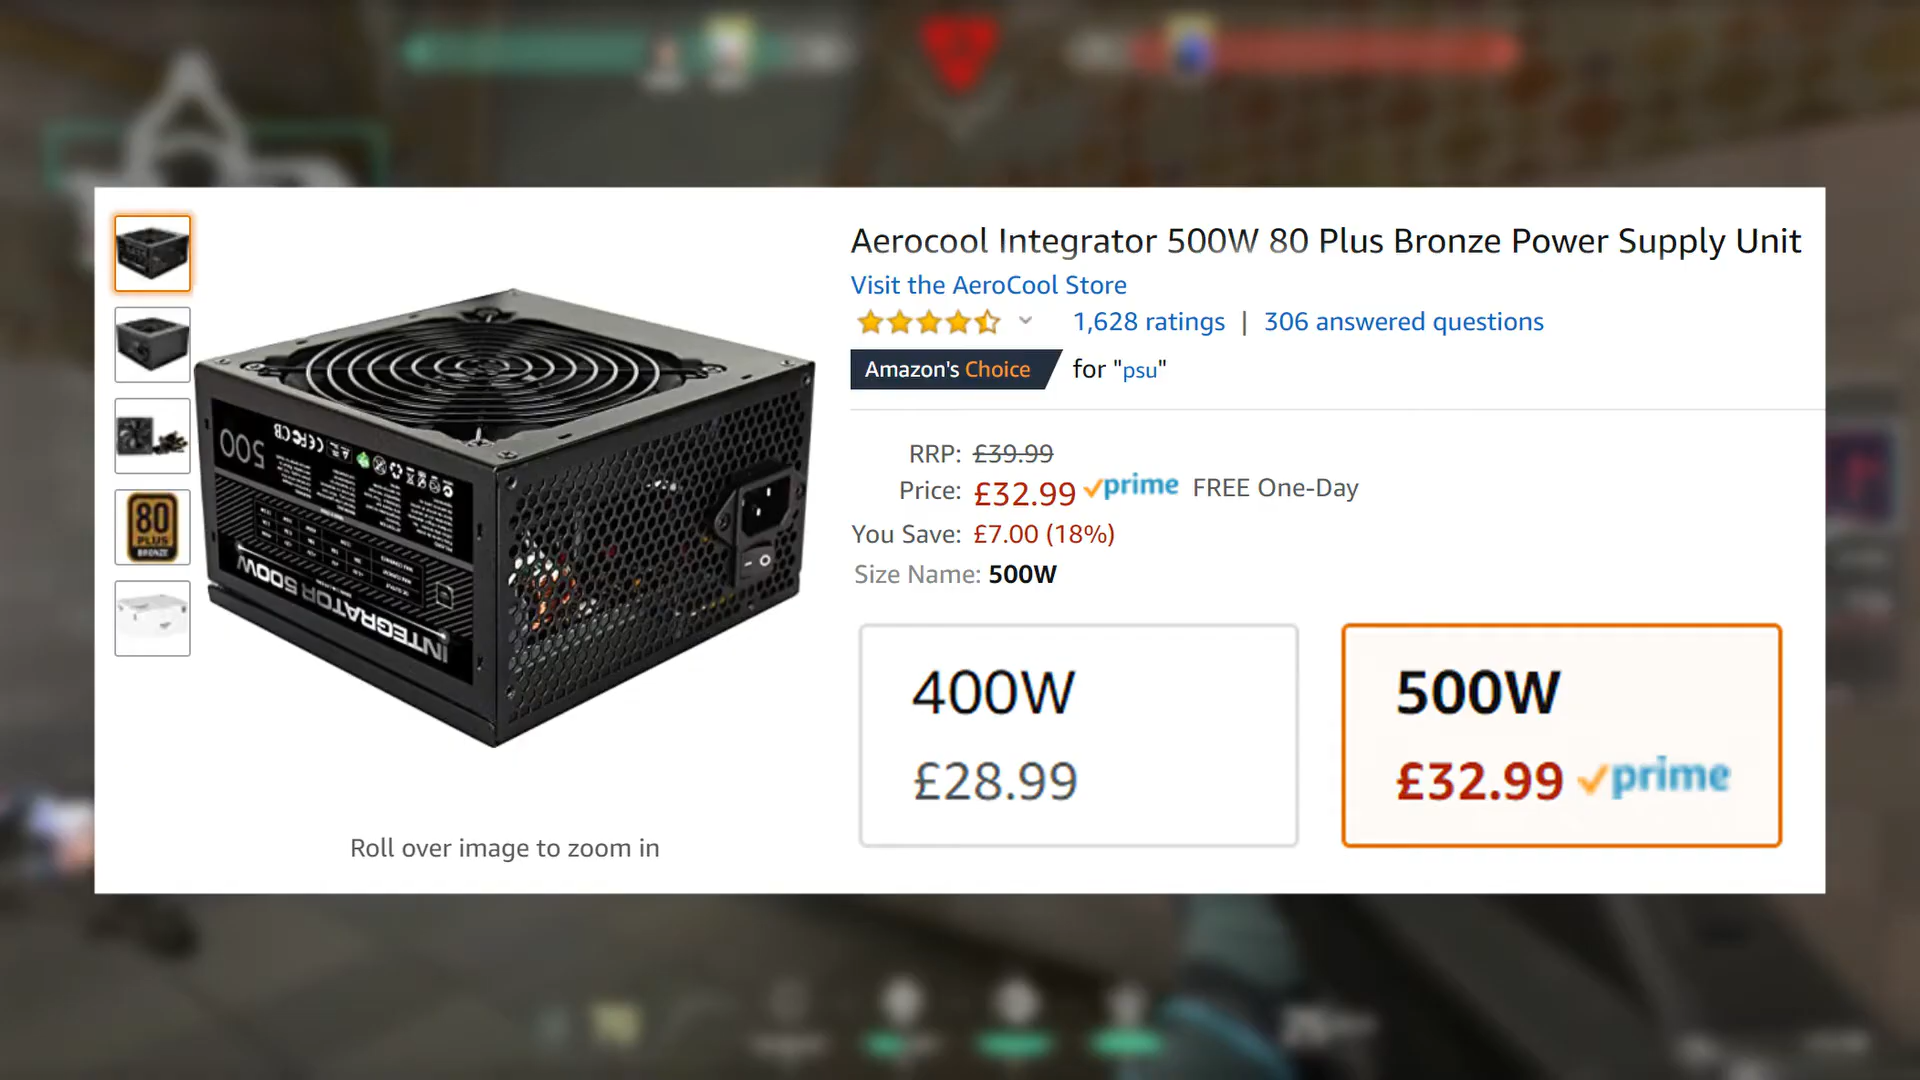 Aerocool Integrator 500W 80 Plus Bronze Power Supply Unit
Visit the AeroCool Store
1,628 ratings | 306 answered questions
Amazon's Choice for "psu"
RRP: £39.99
Price: £32.99 prime FREE One-Day
You Save: £7.00 (18%)
Size Name: 500W
400W
£28.99
500W
£32.99 prime
80
PLUS
BRONZE
500
INTEGRATOR 500W
Roll over image to zoom in